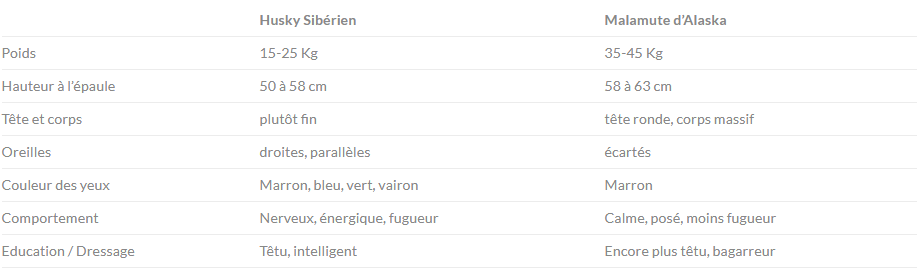 Husky Sibérien Malamute d’Alaska
Poids 15-25 Kg 35-45 Kg
Hauteur à l’épaule 50 à 58 cm 58 à 63 cm
Tête et corps plutôt fin tête ronde, corps massif
Oreilles droites, parallèles écartés
Couleur des yeux Marron, bleu, vert, vairon Marron
Comportement Nerveux, énergique, fugueur Calme, posé, moins fugueur
Education / Dressage Têtu, intelligent Encore plus têtu, bagarreur